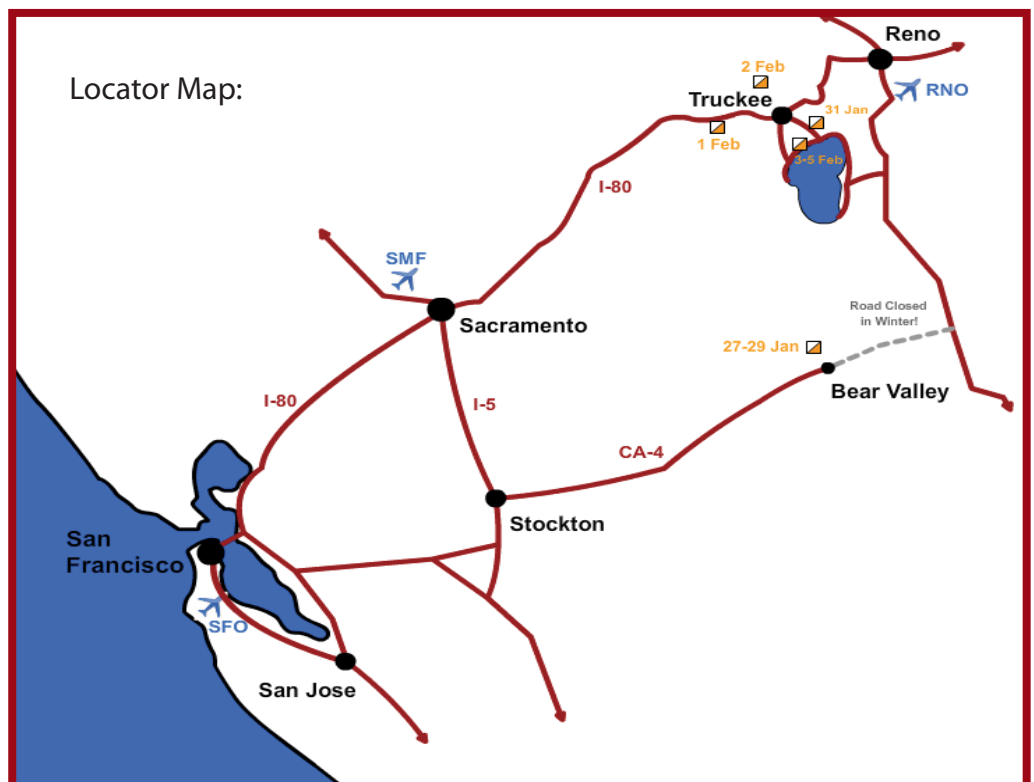 Locator Map:
Reno
2 Feb
RNO
Truckee
31 Jan
1 Feb
3-5 Feb
I-80
SMF
Sacramento
Road Closed
in Winter!
27-29 Jan
Bear Valley
I-80
I-5
CA-4
Stockton
San
Francisco
SFO
San Jose